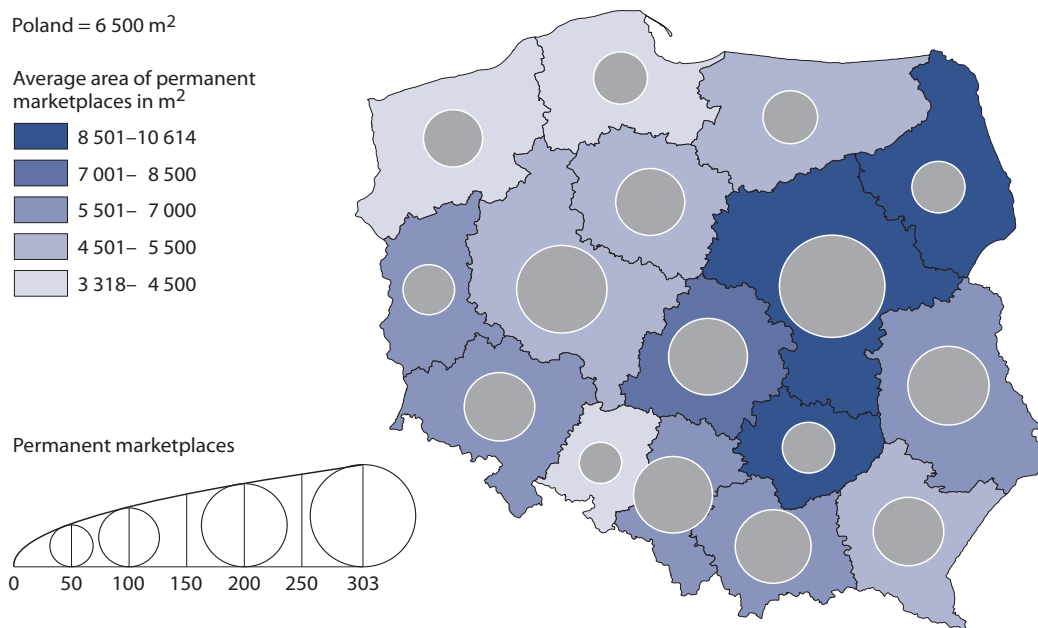 Poland = 6 500 m²
Average area of permanent
marketplaces in m²
8 501–10 614
7 001– 8 500
5 501– 7 000
4 501– 5 500
3 318– 4 500
Permanent marketplaces
0 50 100 150 200 250 303